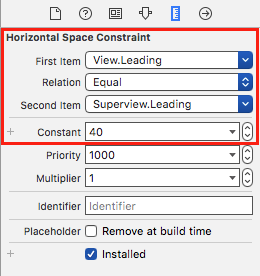 Horizontal Space Constraint
First Item View.Leading
Relation Equal
Second Item Superview.Leading
+ Constant 40
Priority 1000
Multiplier 1
Identifier Identifier
Placeholder Remove at build time
+ Installed